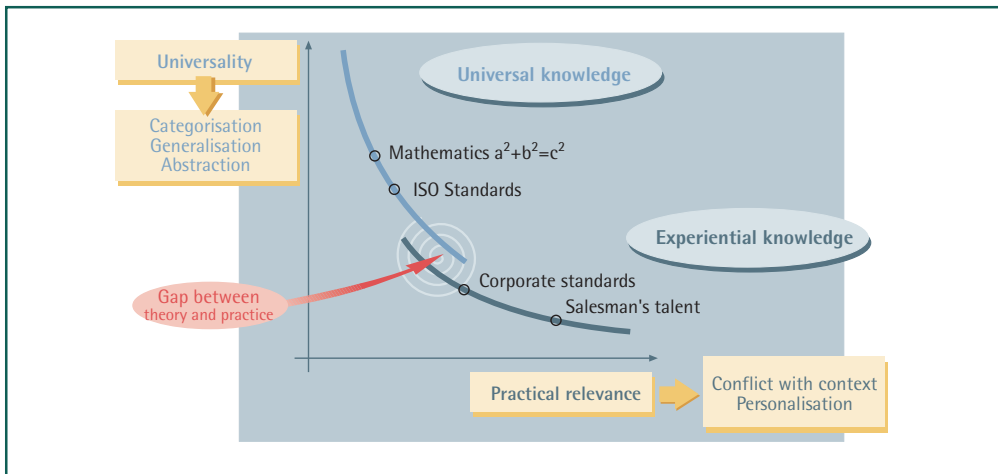 Universality
Universal knowledge
Categorisation
Generalisation
Abstraction
Mathematics a²+b²=c²
ISO Standards
Experiential knowledge
Gap between
theory and practice
Corporate standards
Salesman's talent
Practical relevance
Conflict with context
Personalisation